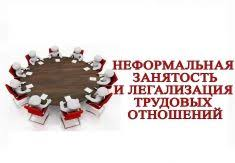 НЕФОРМАЛЬНАЯ
ЗАНЯТОСТЬ
И ЛЕГАЛИЗАЦИЯ
ТРУДОВЫХ
ОТНОШЕНИЙ